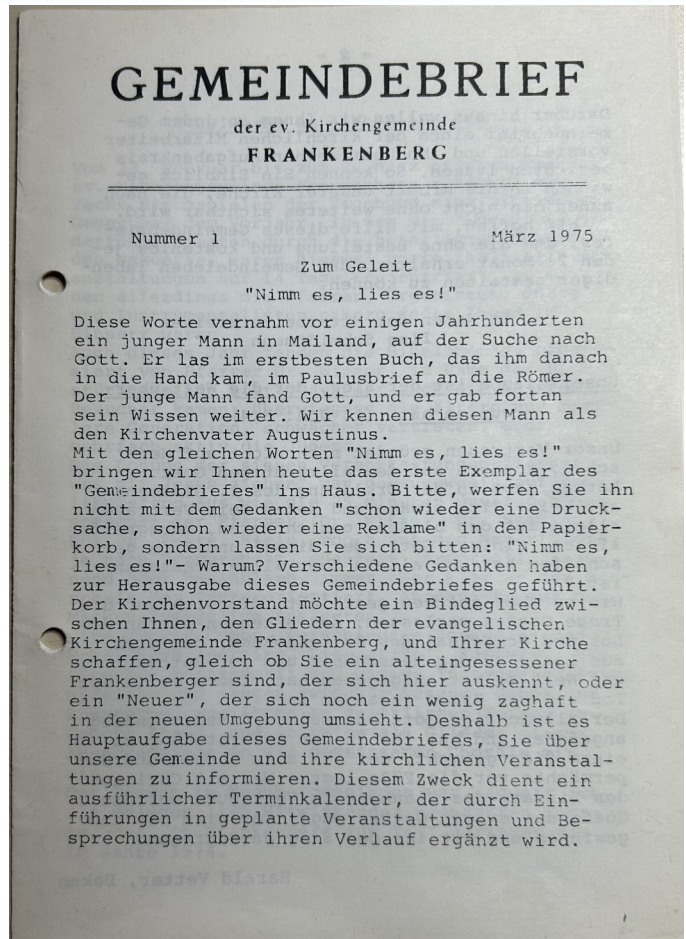 GEMEINDEBRIEF
der ev. Kirchengemeinde
FRANKENBERG
Nummer 1 März 1975.
Zum Geleit
"Nimm es, lies es!"
Diese Worte vernahm vor einigen Jahrhunderten
ein junger Mann in Mailand, auf der Suche nach
Gott. Er las im erstbesten Buch, das ihm danach
in die Hand kam, im Paulusbrief an die Römer.
Der junge Mann fand Gott, und er gab fortan
sein Wissen weiter. Wir kennen diesen Mann als
den Kirchenvater Augustinus.
Mit den gleichen Worten "Nimm es, lies es!"
bringen wir Ihnen heute das erste Exemplar des
"Gemeindebriefes" ins Haus. Bitte, werfen Sie ihn
nicht mit dem Gedanken "schon wieder eine Druck-
sache, schon wieder eine Reklame" in den Papier-
korb, sondern lassen Sie sich bitten: "Nimm es,
lies es!"- Warum? Verschiedene Gedanken haben
zur Herausgabe dieses Gemeindebriefes geführt.
Der Kirchenvorstand möchte ein Bindeglied zwi-
schen Ihnen, den Gliedern der evangelischen
Kirchengemeinde Frankenberg, und Ihrer Kirche
schaffen, gleich ob Sie ein alteingesessener
Frankenberger sind, der sich hier auskennt, oder
ein "Neuer", der sich noch ein wenig zaghaft
in der neuen Umgebung umsieht. Deshalb ist es
Hauptaufgabe dieses Gemeindebriefes, Sie über
unsere Gemeinde und ihre kirchlichen Veranstal-
tungen zu informieren. Diesem Zweck dient ein
ausführlicher Terminkalender, der durch Ein-
führungen in geplante Veranstaltungen und Be-
sprechungen über ihren Verlauf ergänzt wird.